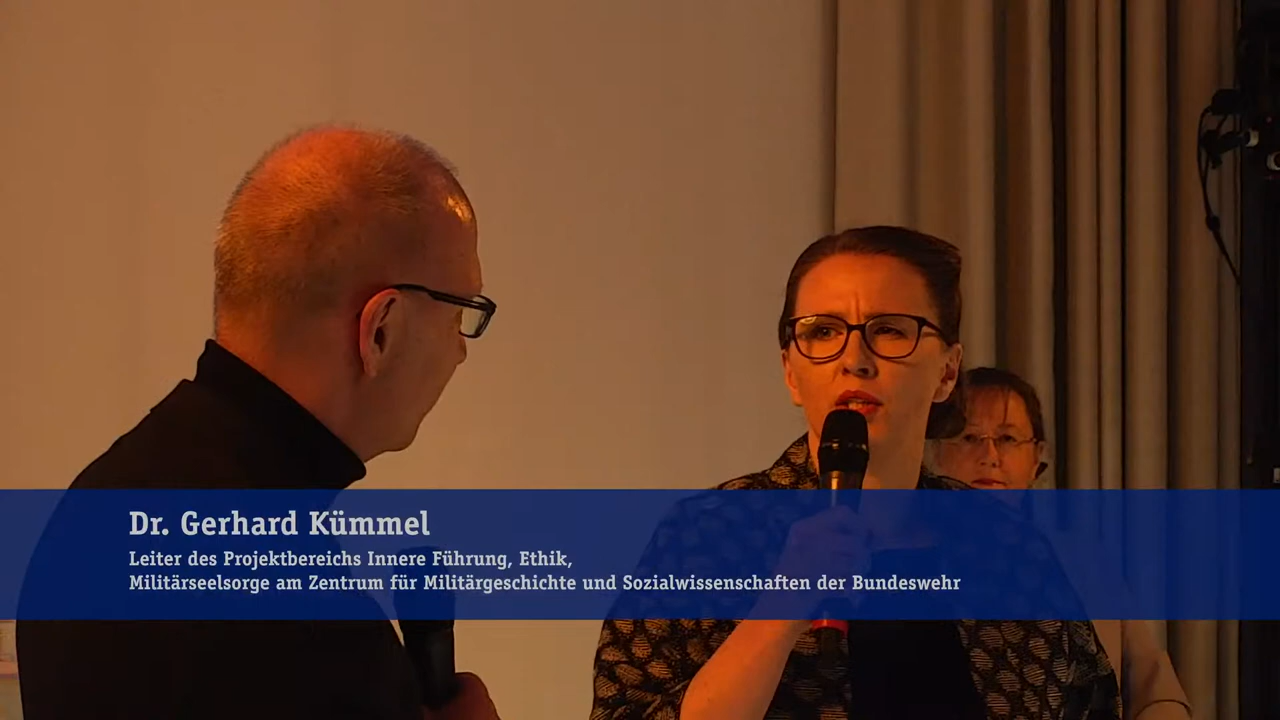 Dr. Gerhard Kümmel
Leiter des Projektbereichs Innere Führung, Ethik,
Militärseelsorge am Zentrum für Militärgeschichte und Sozialwissenschaften der Bundeswehr